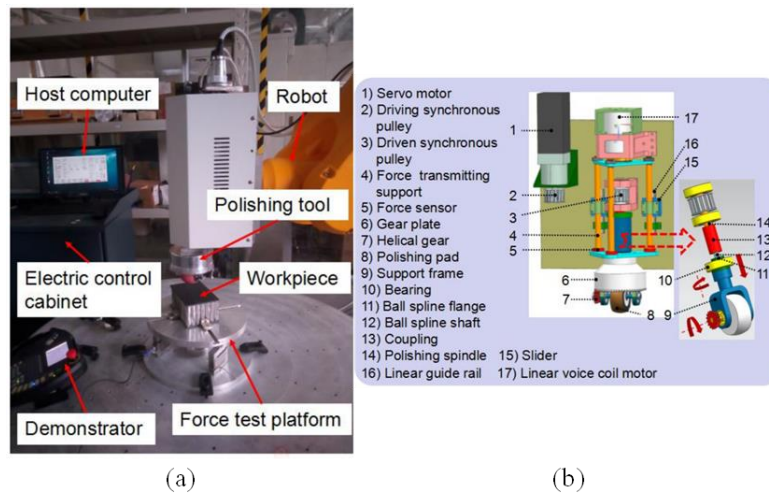 Host computer
Robot
Polishing tool
Workpiece
Electric control
cabinet
Force test platform
Demonstrator
(a)
1) Servo motor
2) Driving synchronous
pulley
3) Driven synchronous
pulley
4) Force transmitting
support
5) Force sensor
6) Gear plate
7) Helical gear
8) Polishing pad
9) Support frame
10) Bearing
11) Ball spline flange
12) Ball spline shaft
13) Coupling
14) Polishing spindle 15) Slider
16) Linear guide rail 17) Linear voice coil motor
1
2
3
4
5
6
7
8
9
10
11
12
13
14
15
16
17
(b)